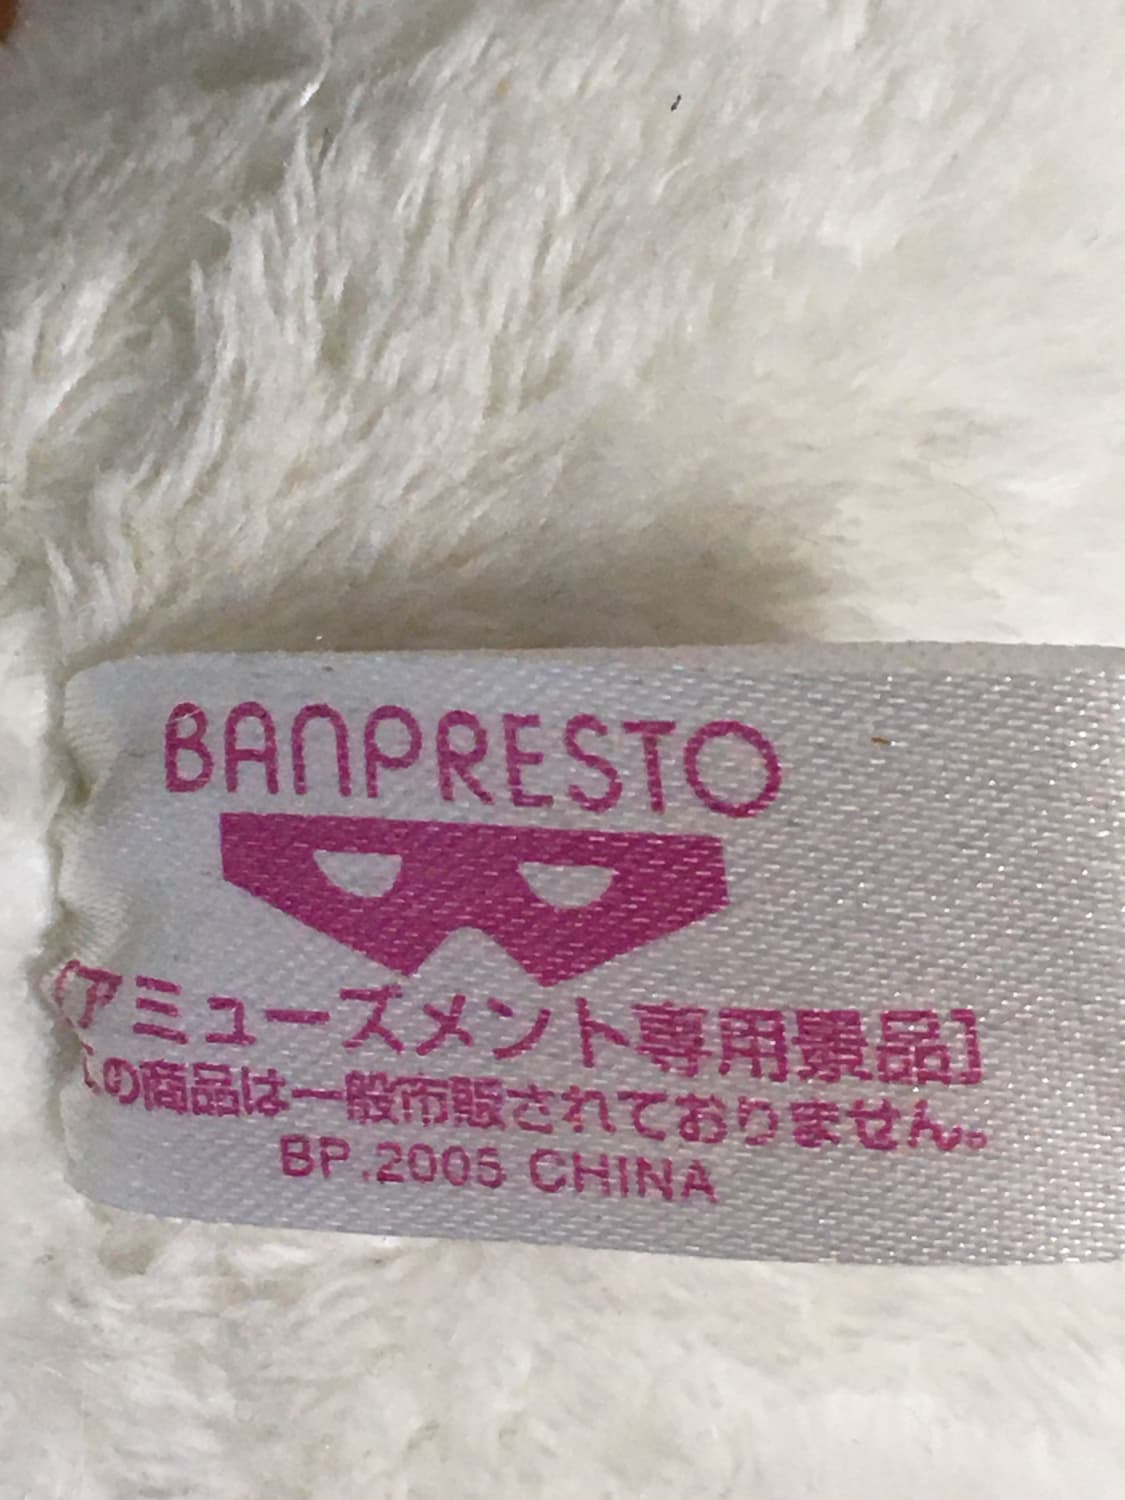 BANPRESTO
[アミューズメント専用景品]
この商品は一般市販されておりません。
BP.2005 CHINA